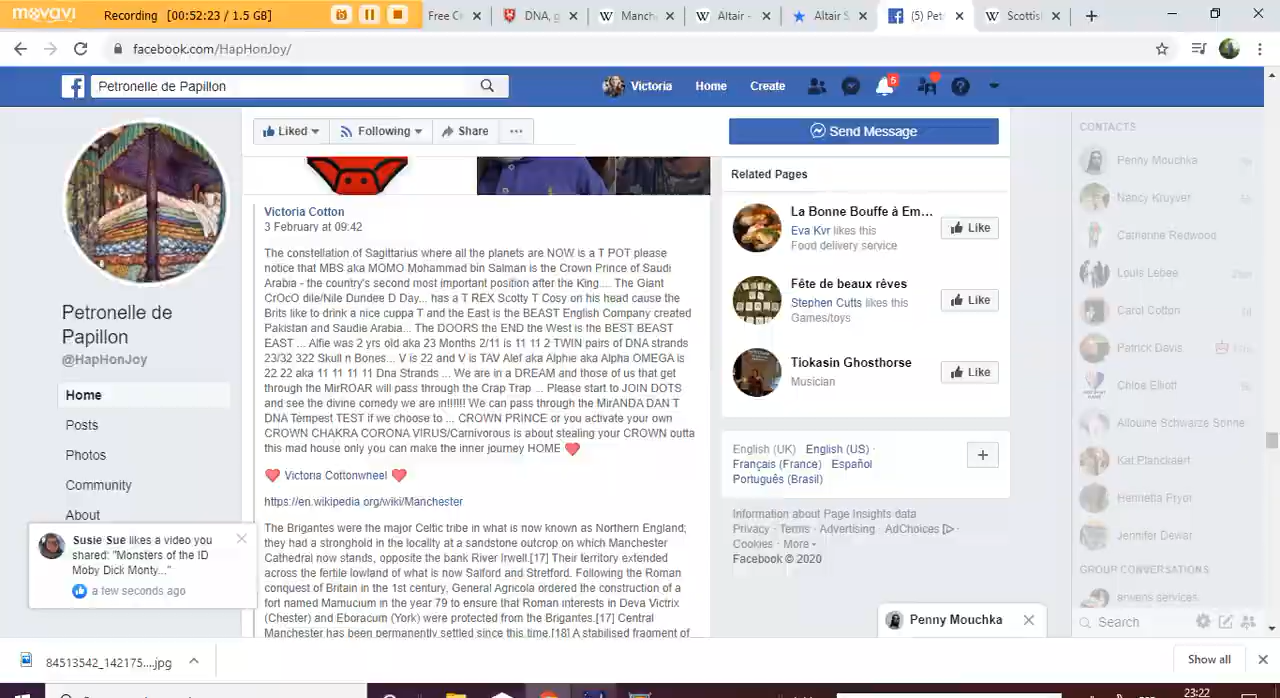 movavi
Recording [00:52:23 / 1.5 GB]
Free C
DNA, g
Manch
Altair -
Altair S
(5) Pet
Scottis
facebook.com/HapHonJoy/
Petronelle de Papillon
Victoria
Home
Create
5
Liked
Following
Share
Send Message
Petronelle de
Papillon
@HapHonJoy
Home
Posts
Photos
Community
About
Victoria Cotton
3 February at 09:42
The constellation of Sagittarius where all the planets are NOW is a T POT please
notice that MBS aka MOMO Mohammad bin Salman is the Crown Prince of Saudi
Arabia - the country's second most important position after the King.... The Giant
CrOcO dile/Nile Dundee D Day... has a T REX Scotty T Cosy on his head cause the
Brits like to drink a nice cuppa T and the East is the BEAST English Company created
Pakistan and Saudie Arabia... The DOORS the END the West is the BEST BEAST
EAST ... Alfie was 2 yrs old aka 23 Months 2/11 is 11 11 2 TWIN pairs of DNA strands
23/32 322 Skull n Bones... V is 22 and V is TAV Alef aka Alphie aka Alpha OMEGA is
22 22 aka 11 11 11 11 Dna Strands ... We are in a DREAM and those of us that get
through the MirROAR will pass through the Crap Trap ... Please start to JOIN DOTS
and see the divine comedy we are in!!!!!! We can pass through the MirANDA DAN T
DNA Tempest TEST if we choose to ... CROWN PRINCE or you activate your own
CROWN CHAKRA CORONA VIRUS/Carnivorous is about stealing your CROWN outta
this mad house only you can make the inner journey HOME ❤
❤ Victoria Cottonwheel ❤
https://en.wikipedia.org/wiki/Manchester
The Brigantes were the major Celtic tribe in what is now known as Northern England;
they had a stronghold in the locality at a sandstone outcrop on which Manchester
Cathedral now stands, opposite the bank River Irwell.[17] Their territory extended
across the fertile lowland of what is now Salford and Stretford. Following the Roman
conquest of Britain in the 1st century, General Agricola ordered the construction of a
fort named Mamucium in the year 79 to ensure that Roman interests in Deva Victrix
(Chester) and Eboracum (York) were protected from the Brigantes.[17] Central
Manchester has been permanently settled since this time.[18] A stabilised fragment of
Related Pages
La Bonne Bouffe à Em...
Eva Kvr likes this
Food delivery service
Like
Fête de beaux rêves
Stephen Cutts likes this
Games/toys
Like
Tiokasin Ghosthorse
Musician
Like
English (UK) · English (US) ·
Français (France) · Español ·
Português (Brasil)
Information about Page Insights data
Privacy · Terms · Advertising · AdChoices ·
Cookies · More
Facebook © 2020
CONTACTS
Penny Mouchka
Nancy Kruyver
Catherine Redwood
Louis Lebee
Carol Cotton
Patrick Davis
Chloe Elliott
Allouine Schwarze Sonne
Kat Planckaert
Henrietta Pryor
Jennifer Dewar
GROUP CONVERSATIONS
arwens services
Search
Susie Sue likes a video you
shared: "Monsters of the ID
Moby Dick Monty..."
a few seconds ago
Penny Mouchka
84513542_142175....jpg
Show all
23:22